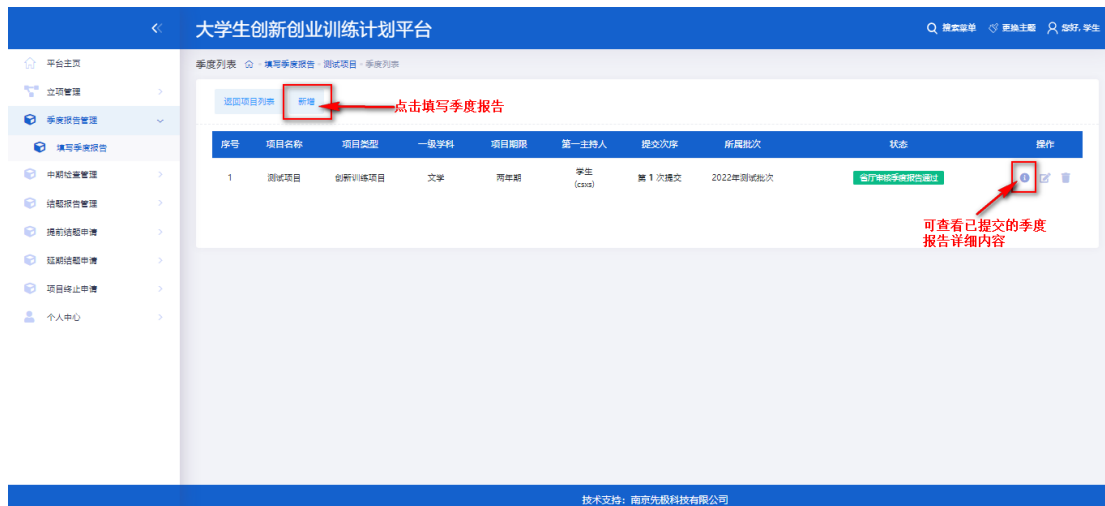 大学生创新创业训练计划平台
搜索菜单 更换主题 您好, 学生
平台主页
立项管理
季度报告管理
填写季度报告
中期检查管理
结题报告管理
提前结题申请
延期结题申请
项目终止申请
个人中心
季度列表 - 填写季度报告 - 测试项目 - 季度列表
返回项目列表 新增
点击填写季度报告
序号 项目名称 项目类型 一级学科 项目期限 第一主持人 提交次序 所属批次 状态 操作
1 测试项目 创新训练项目 文学 两年期 学生 (csxs) 第 1 次提交 2022年测试批次 省厅审核季度报告通过
可查看已提交的季度
报告详细内容
技术支持：南京先极科技有限公司